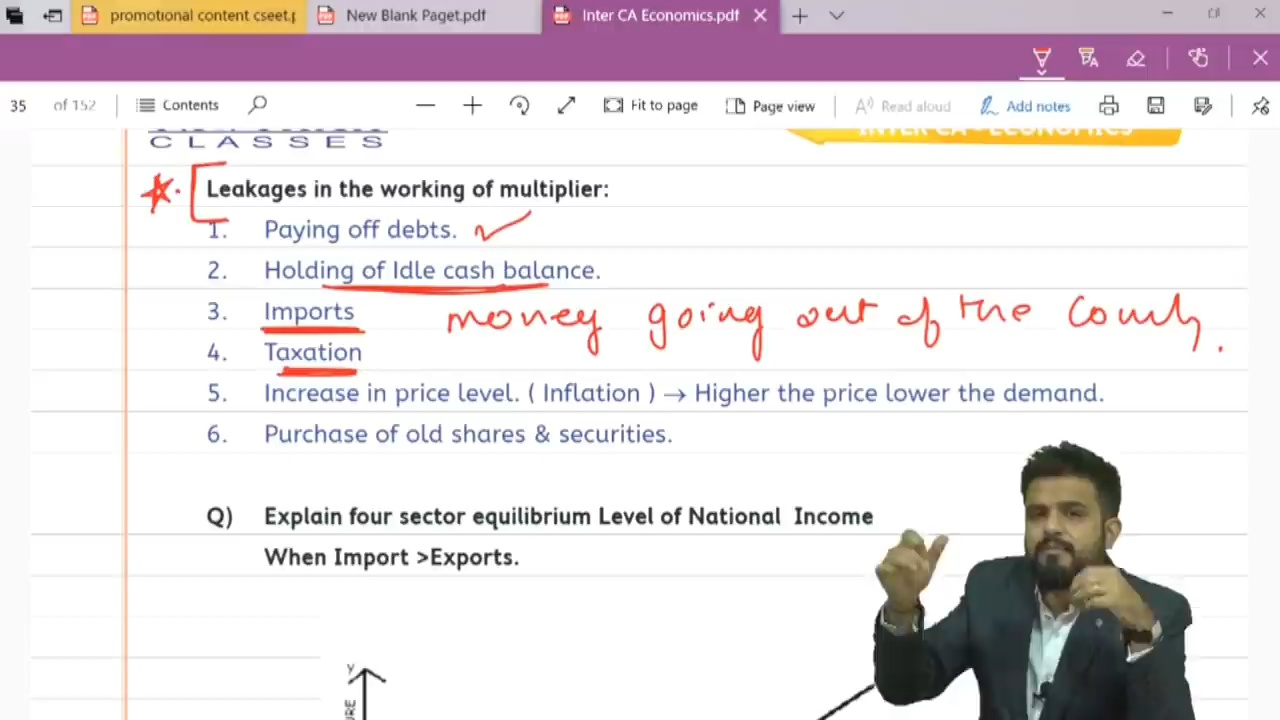 promotional content cseet.p
New Blank Paget.pdf
Inter CA Economics.pdf
35 of 152
Contents
Fit to page
Page view
Read aloud
Add notes
CLASSES
INTER CA - ECONOMICS
Leakages in the working of multiplier:
1. Paying off debts.
2. Holding of Idle cash balance.
3. Imports money going out of the
4. Taxation
5. Increase in price level. ( Inflation ) → Higher the price lower the demand.
6. Purchase of old shares & securities.
Q) Explain four sector equilibrium Level of National Income
When Import >Exports.
y